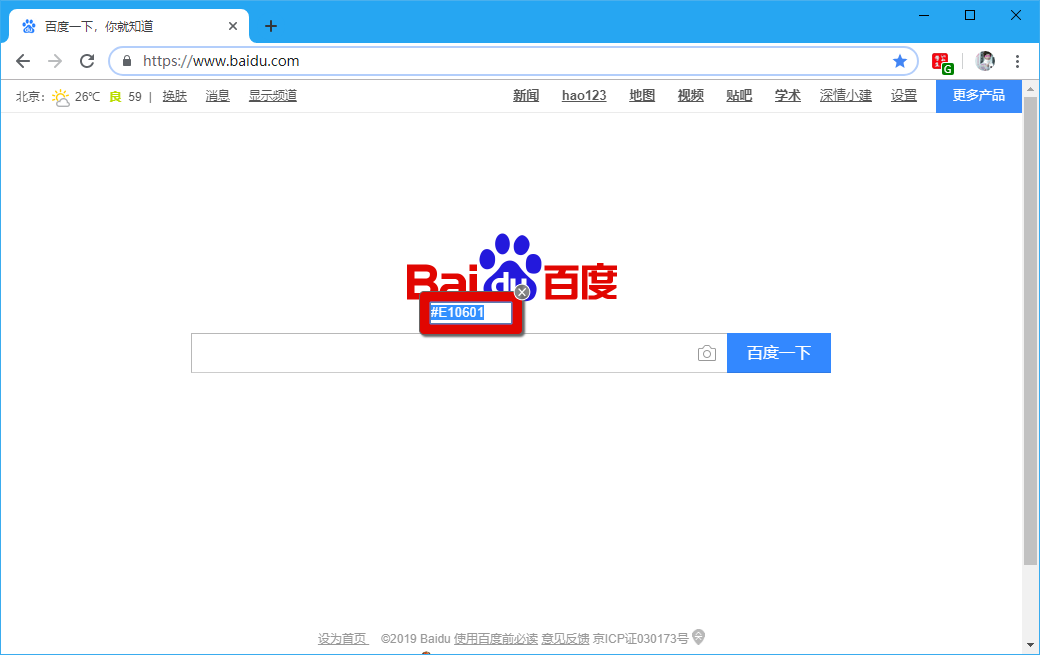 百度一下，你就知道
https://www.baidu.com
G
北京： 26℃ 良 59 | 换肤 消息 显示频道 新闻 hao123 地图 视频 贴吧 学术 深情小建 设置 更多产品
Bai du 百度
#E10601
百度一下
设为首页 ©2019 Baidu 使用百度前必读 意见反馈 京ICP证030173号